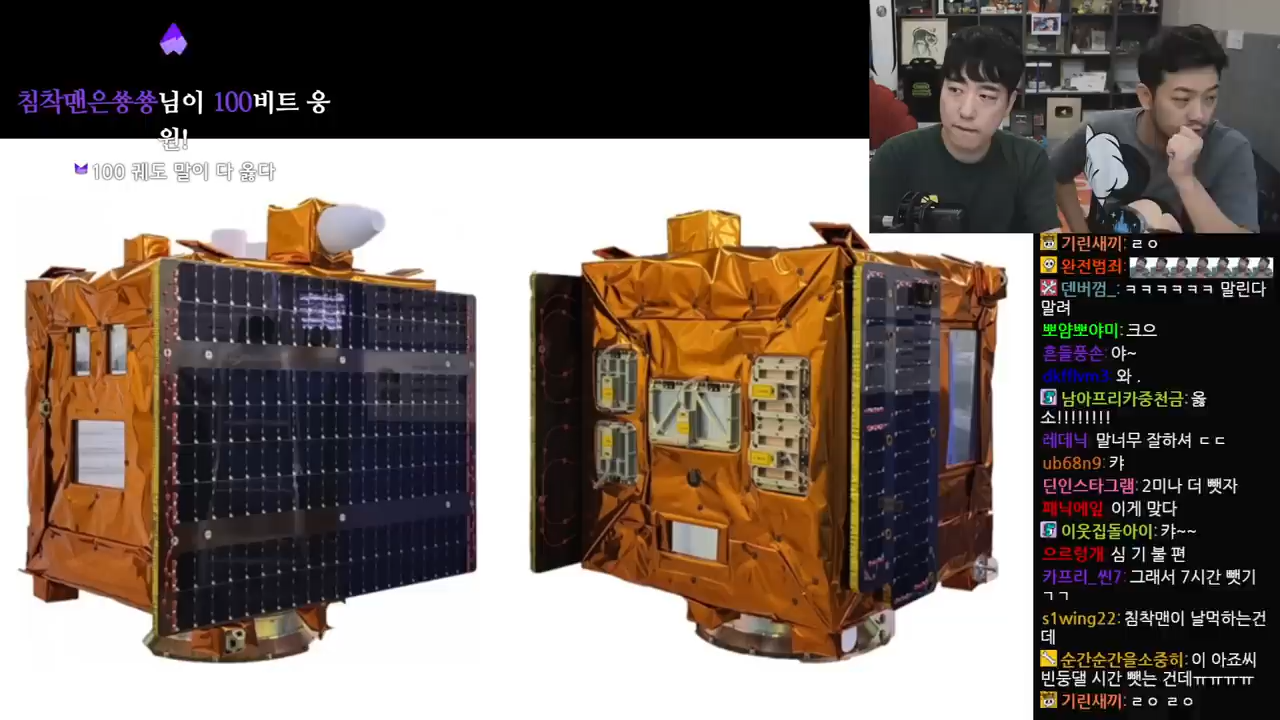 침착맨은쓩쓩님이 100비트 응
원!
100 궤도 말이 다 옳다
기린새끼: ㄹㅇ
완전범죄:
덴버껌_: ㅋㅋㅋㅋㅋㅋ 말린다
말려
뽀얌뽀야미: 크으
흔들풍손: 야~
dkfflvm3: 와 .
남아프리카중천금: 옳
소!!!!!!!!
레데닉: 말너무 잘하셔 ㄷㄷ
ub68n9: 캬
딘인스타그램: 2미나 더 뺏자
패닉에잎: 이게 맞다
이웃집돌아이: 캬~~
으르렁개: 심 기 불 편
카프리_씬7: 그래서 7시간 뺏기
ㄱㄱ
s1wing22: 침착맨이 날먹하는건
데
순간순간을소중히: 이 아죠씨
빈둥댈 시간 뺏는 건데ㅠㅠㅠㅠ
기린새끼: ㄹㅇ ㄹㅇ